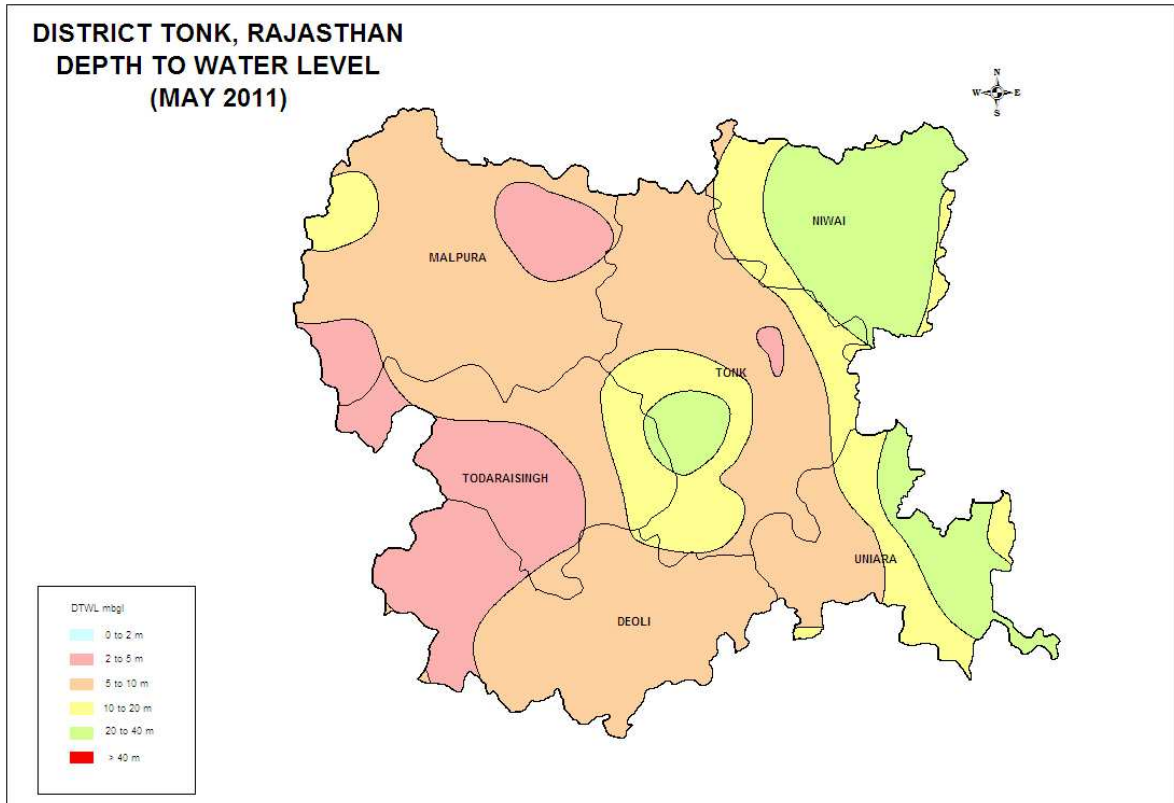 DISTRICT TONK, RAJASTHAN
DEPTH TO WATER LEVEL
(MAY 2011)
N
W E
S
NIWAI
MALPURA
TONK
TODARAISINGH
UNIARA
DEOLI
DTWL mbgl
0 to 2 m
2 to 5 m
5 to 10 m
10 to 20 m
20 to 40 m
> 40 m